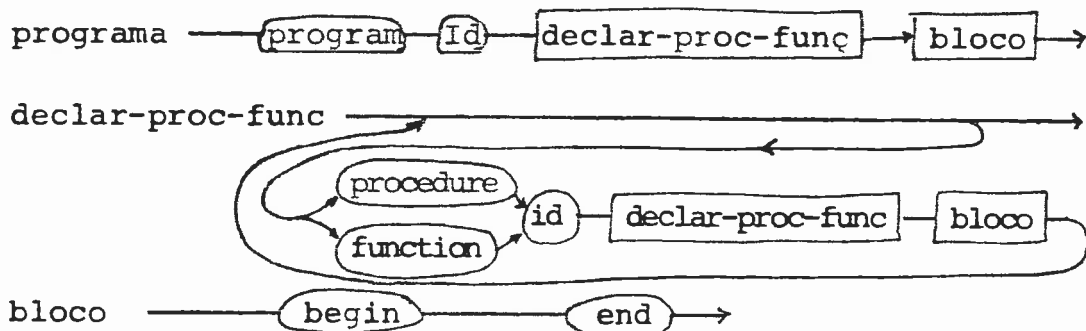 programa program Id declar-proc-funç bloco
declar-proc-func
procedure
id declar-proc-func bloco
function
bloco begin end